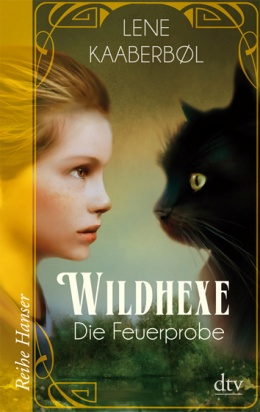 LENE
KAABERBØL
WILDHEXE
Die Feuerprobe
Reihe Hanser
dtv